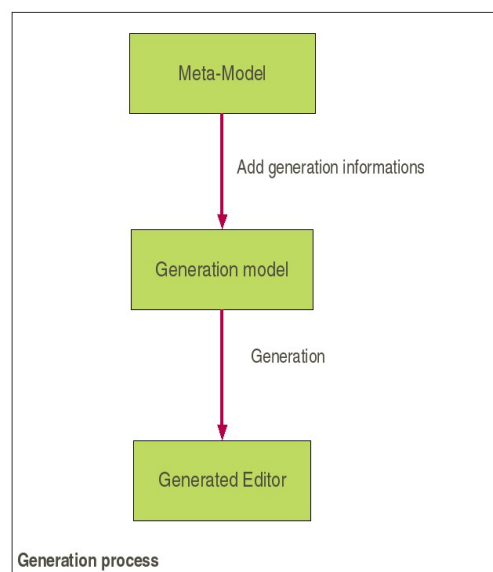 Meta-Model
Add generation informations
Generation model
Generation
Generated Editor
Generation process